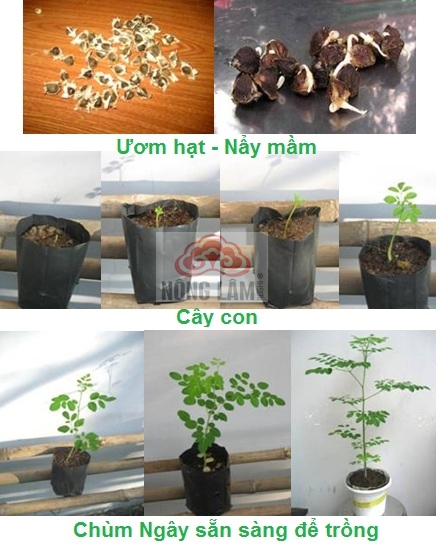 Ươm hạt - Nẩy mầm
NÔNG LÂM
Cây con
Chùm Ngây sẵn sàng để trồng